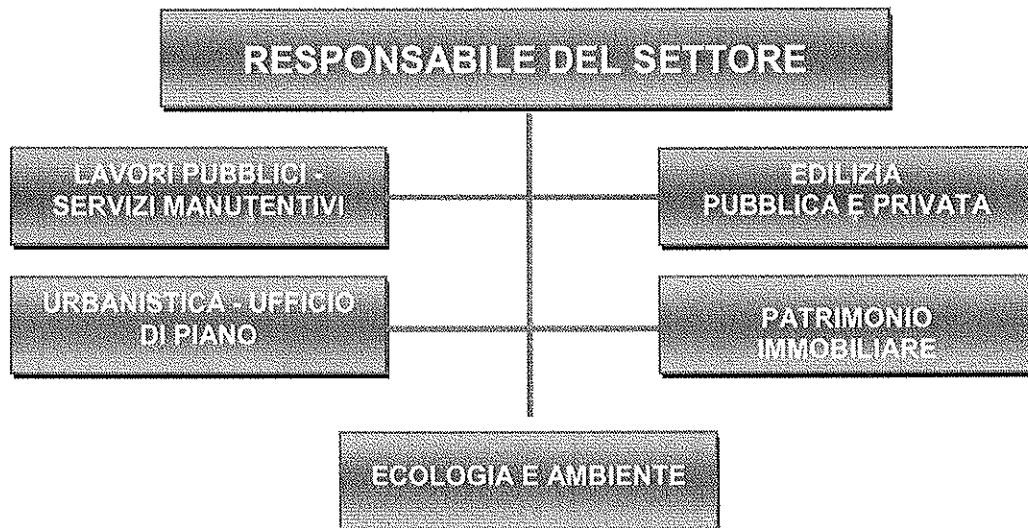 RESPONSABILE DEL SETTORE
LAVORI PUBBLICI -
SERVIZI MANUTENTIVI
EDILIZIA
PUBBLICA E PRIVATA
URBANISTICA - UFFICIO
DI PIANO
PATRIMONIO
IMMOBILIARE
ECOLOGIA E AMBIENTE